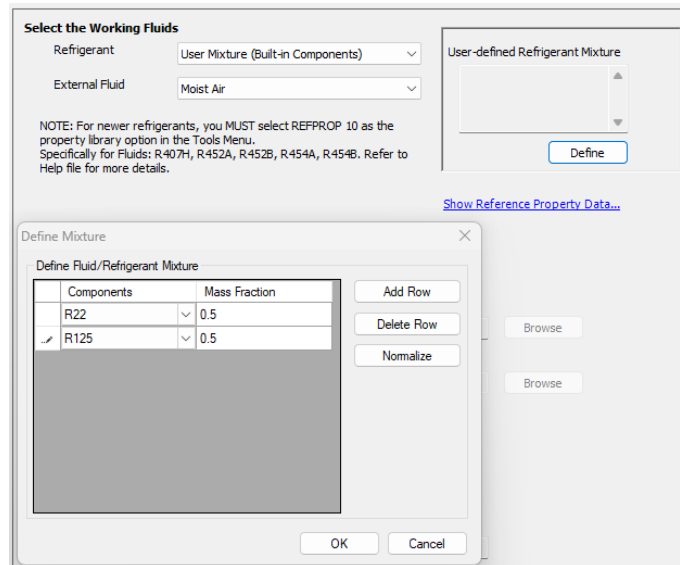 Select the Working Fluids
Refrigerant
User Mixture (Built-in Components)
External Fluid
Moist Air
NOTE: For newer refrigerants, you MUST select REFPROP 10 as the
property library option in the Tools Menu.
Specifically for Fluids: R407H, R452A, R452B, R454A, R454B. Refer to
Help file for more details.
User-defined Refrigerant Mixture
Define
Show Reference Property Data...
Define Mixture
Define Fluid/Refrigerant Mixture
Components Mass Fraction
R22 0.5
R125 0.5
Add Row
Delete Row
Normalize
Browse
Browse
OK Cancel